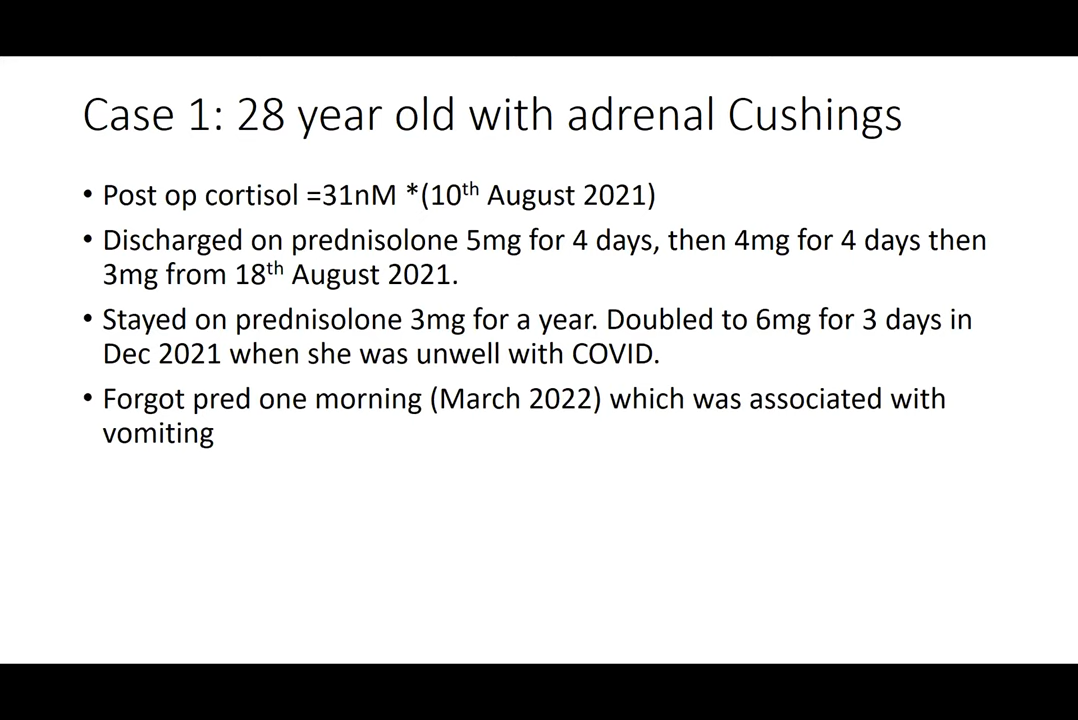 Case 1: 28 year old with adrenal Cushings
• Post op cortisol =31nM *(10th August 2021)
• Discharged on prednisolone 5mg for 4 days, then 4mg for 4 days then
3mg from 18th August 2021.
• Stayed on prednisolone 3mg for a year. Doubled to 6mg for 3 days in
Dec 2021 when she was unwell with COVID.
• Forgot pred one morning (March 2022) which was associated with
vomiting